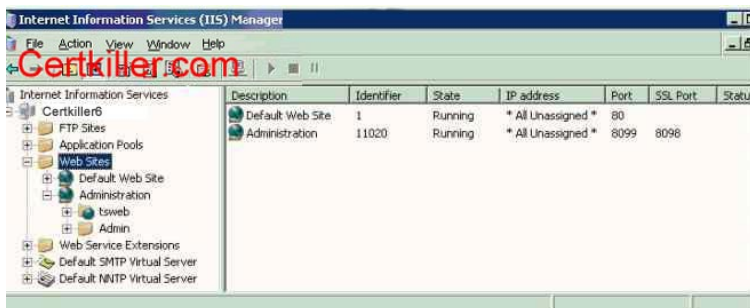 Internet Information Services (IIS) Manager
File Action View Window Help
Certkiller.com
Internet Information Services
Certkiller6
FTP Sites
Application Pools
Web Sites
Default Web Site
Administration
tsweb
Admin
Web Service Extensions
Default SMTP Virtual Server
Default NNTP Virtual Server
Description Identifier State IP address Port SSL Port Statu
Default Web Site 1 Running * All Unassigned * 80
Administration 11020 Running * All Unassigned * 8099 8098